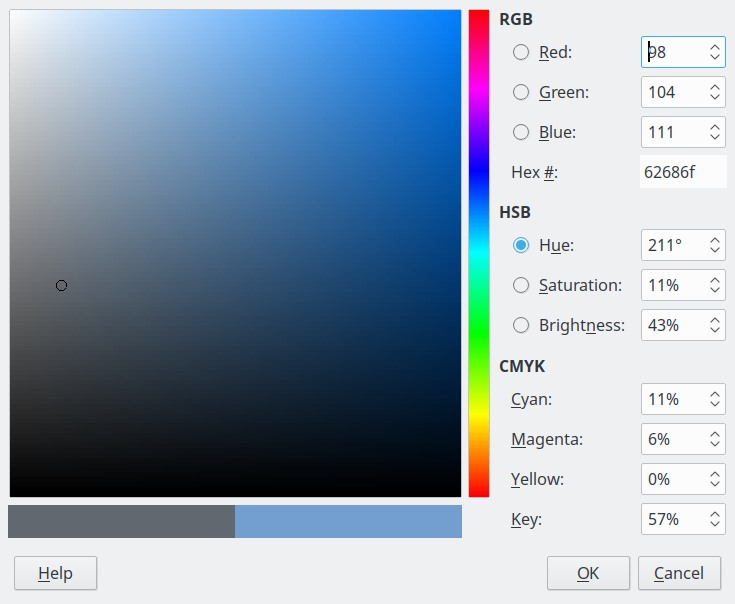 RGB
Red: 98
Green: 104
Blue: 111
Hex #: 62686f
HSB
Hue: 211°
Saturation: 11%
Brightness: 43%
CMYK
Cyan: 11%
Magenta: 6%
Yellow: 0%
Key: 57%
Help OK Cancel